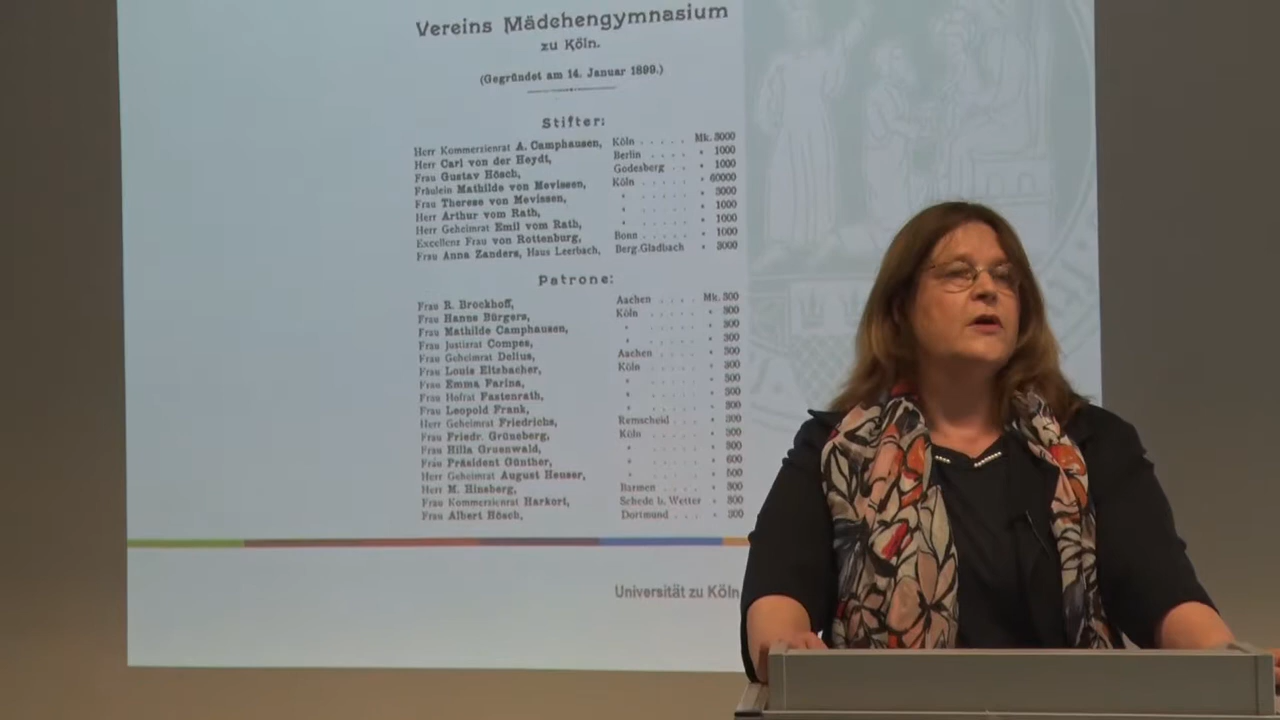 Vereins Mädchengymnasium
zu Köln.
(Gegründet am 14. Januar 1899.)
Stifter:
Herr Kommerzienrat A. Camphausen, Köln . . . . . Mk. 3000
Herr Carl von der Heydt, Berlin . . . . „ 1000
Frau Gustav Hösch, Godesberg . . „ 1000
Fräulein Mathilde von Mevissen, Köln . . . . . „ 60000
Frau Therese von Mevissen, „ . . . . . „ 3000
Herr Arthur vom Rath, „ . . . . . „ 1000
Herr Geheimrat Emil vom Rath, „ . . . . . „ 1000
Excellenz Frau von Rottenburg, Bonn . . . . . „ 1000
Frau Anna Zanders, Haus Leerbach, Berg. Gladbach „ 3000
Patrone:
Frau R. Brockhoff, Aachen . . . . Mk. 300
Frau Hanne Bürgers, Köln . . . . . „ 300
Frau Mathilde Camphausen, „ . . . . . „ 300
Frau Justizrat Compes, „ . . . . . „ 300
Frau Geheimrat Delius, Aachen . . . . „ 300
Frau Louis Eltzbacher, Köln . . . . . „ 300
Frau Emma Farina, „ . . . . . „ 500
Frau Hofrat Fastenrath, „ . . . . . „ 300
Frau Leopold Frank, „ . . . . . „ 300
Herr Geheimrat Friedrichs, Remscheid . . . „ 300
Frau Friedr. Grüneberg, Köln . . . . . „ 300
Frau Hilla Gruenwald, „ . . . . . „ 300
Frau Präsident Günther, „ . . . . . „ 600
Herr Geheimrat August Heuser, „ . . . . . „ 500
Herr M. Hinsberg, Barmen . . . . „ 300
Frau Kommerzienrat Harkort, Schede b. Wetter „ 300
Frau Albert Hösch, Dortmund . . . „ 300
Universität zu Köln